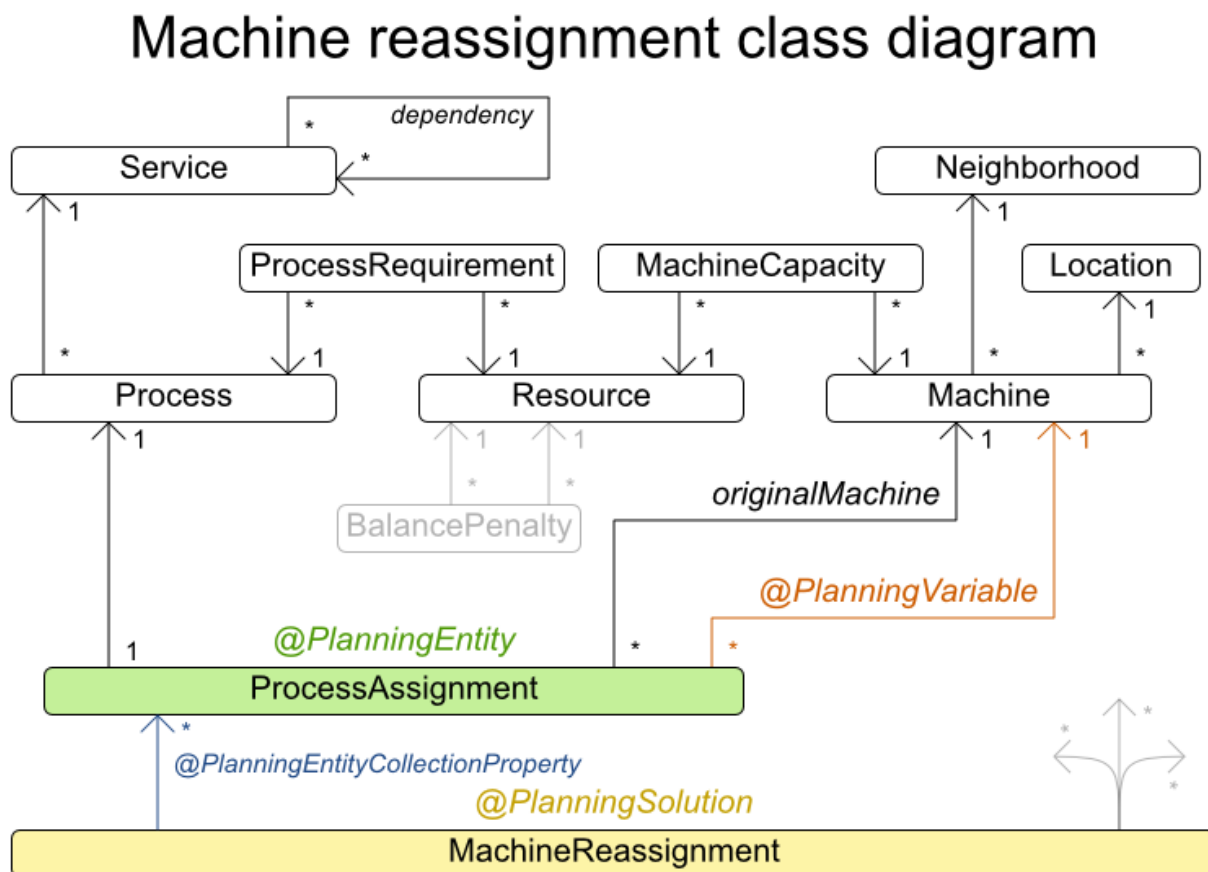 Machine reassignment class diagram
dependency
*
*
Service
Neighborhood
1
1
ProcessRequirement
MachineCapacity
Location
*
*
*
*
1
*
1
1
1
1
*
*
Process
Resource
Machine
1
1
1
1
1
*
*
originalMachine
BalancePenalty
@PlanningVariable
@PlanningEntity
1
*
*
ProcessAssignment
*
*
*
@PlanningEntityCollectionProperty
*
@PlanningSolution
MachineReassignment